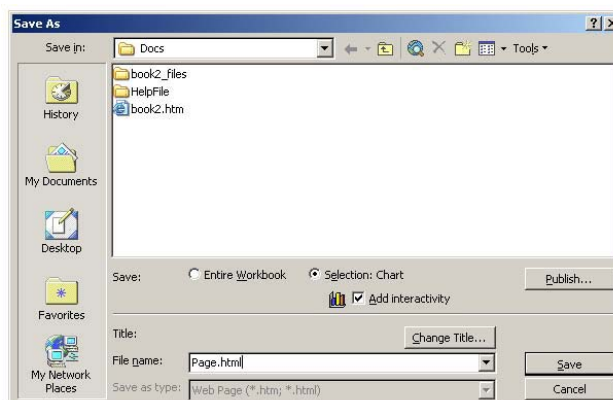 Save As
Save in: Docs Tools
book2_files
HelpFile
book2.htm
History
My Documents
Desktop
Favorites
My Network Places
Save: Entire Workbook Selection: Chart Publish...
Add interactivity
Title: Change Title...
File name: Page.html Save
Save as type: Web Page (*.htm; *.html) Cancel